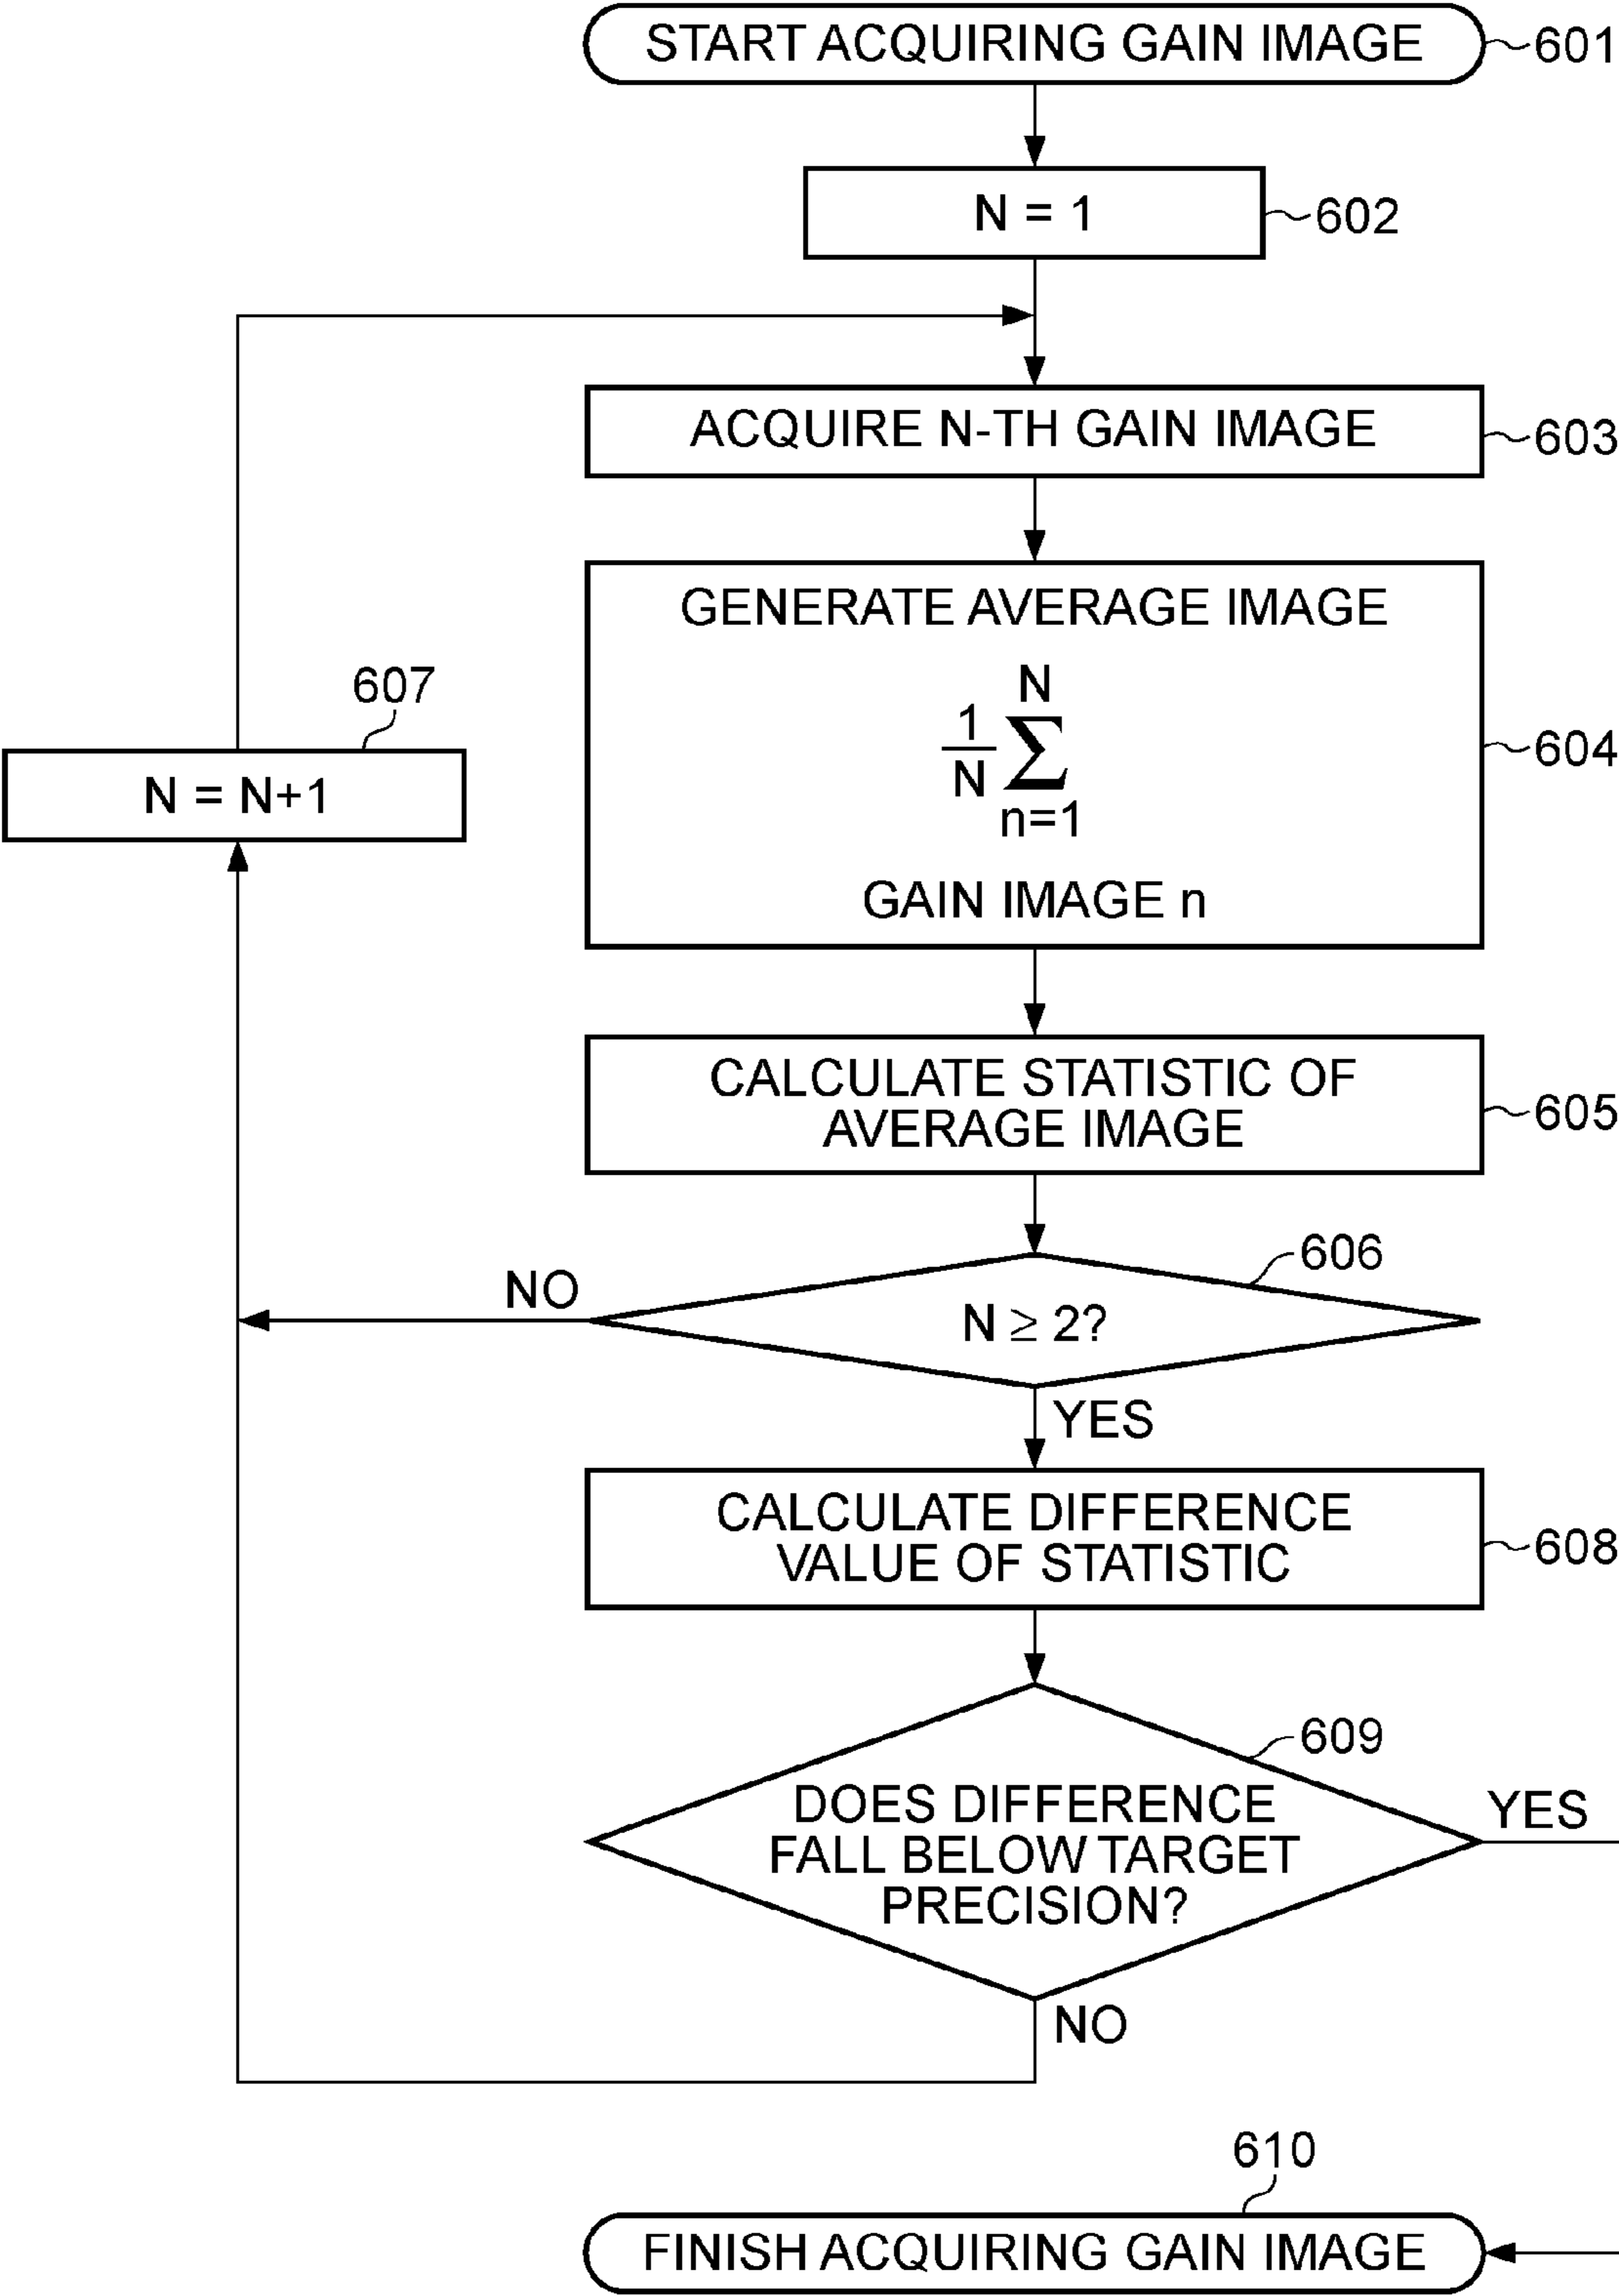 START ACQUIRING GAIN IMAGE
601
N = 1
602
ACQUIRE N-TH GAIN IMAGE
603
GENERATE AVERAGE IMAGE
N
1
N
∑
n=1
GAIN IMAGE n
604
607
N = N+1
CALCULATE STATISTIC OF
AVERAGE IMAGE
605
606
NO
N ≥ 2?
YES
CALCULATE DIFFERENCE
VALUE OF STATISTIC
608
609
DOES DIFFERENCE
FALL BELOW TARGET
PRECISION?
YES
NO
610
FINISH ACQUIRING GAIN IMAGE